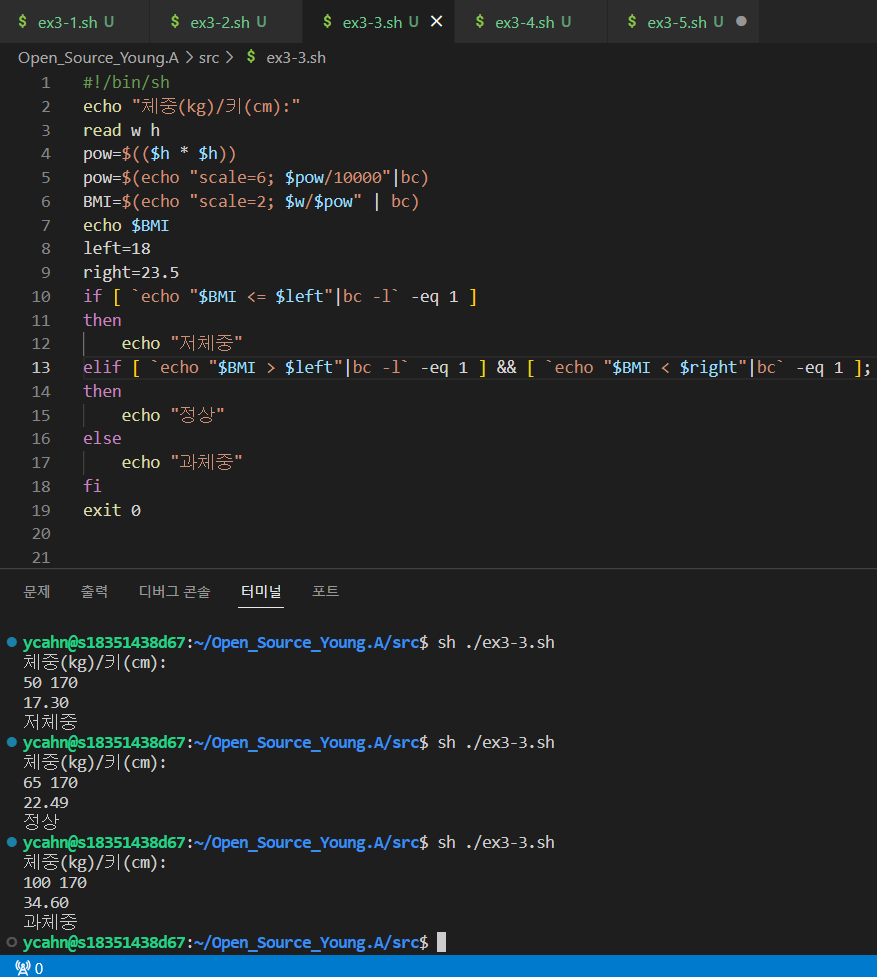 $ ex3-1.sh U $ ex3-2.sh U $ ex3-3.sh U × $ ex3-4.sh U $ ex3-5.sh U ●
Open_Source_Young.A > src > $ ex3-3.sh
1 #!/bin/sh
2 echo "체중(kg)/키(cm):"
3 read w h
4 pow=$(($h * $h))
5 pow=$(echo "scale=6; $pow/10000"|bc)
6 BMI=$(echo "scale=2; $w/$pow" | bc)
7 echo $BMI
8 left=18
9 right=23.5
10 if [ `echo "$BMI <= $left"|bc -l` -eq 1 ]
11 then
12 echo "저체중"
13 elif [ `echo "$BMI > $left"|bc -l` -eq 1 ] && [ `echo "$BMI < $right"|bc` -eq 1 ];
14 then
15 echo "정상"
16 else
17 echo "과체중"
18 fi
19 exit 0
20
21
문제 출력 디버그 콘솔 터미널 포트
ycahn@s18351438d67:~/Open_Source_Young.A/src$ sh ./ex3-3.sh
체중(kg)/키(cm):
50 170
17.30
저체중
ycahn@s18351438d67:~/Open_Source_Young.A/src$ sh ./ex3-3.sh
체중(kg)/키(cm):
65 170
22.49
정상
ycahn@s18351438d67:~/Open_Source_Young.A/src$ sh ./ex3-3.sh
체중(kg)/키(cm):
100 170
34.60
과체중
ycahn@s18351438d67:~/Open_Source_Young.A/src$
0